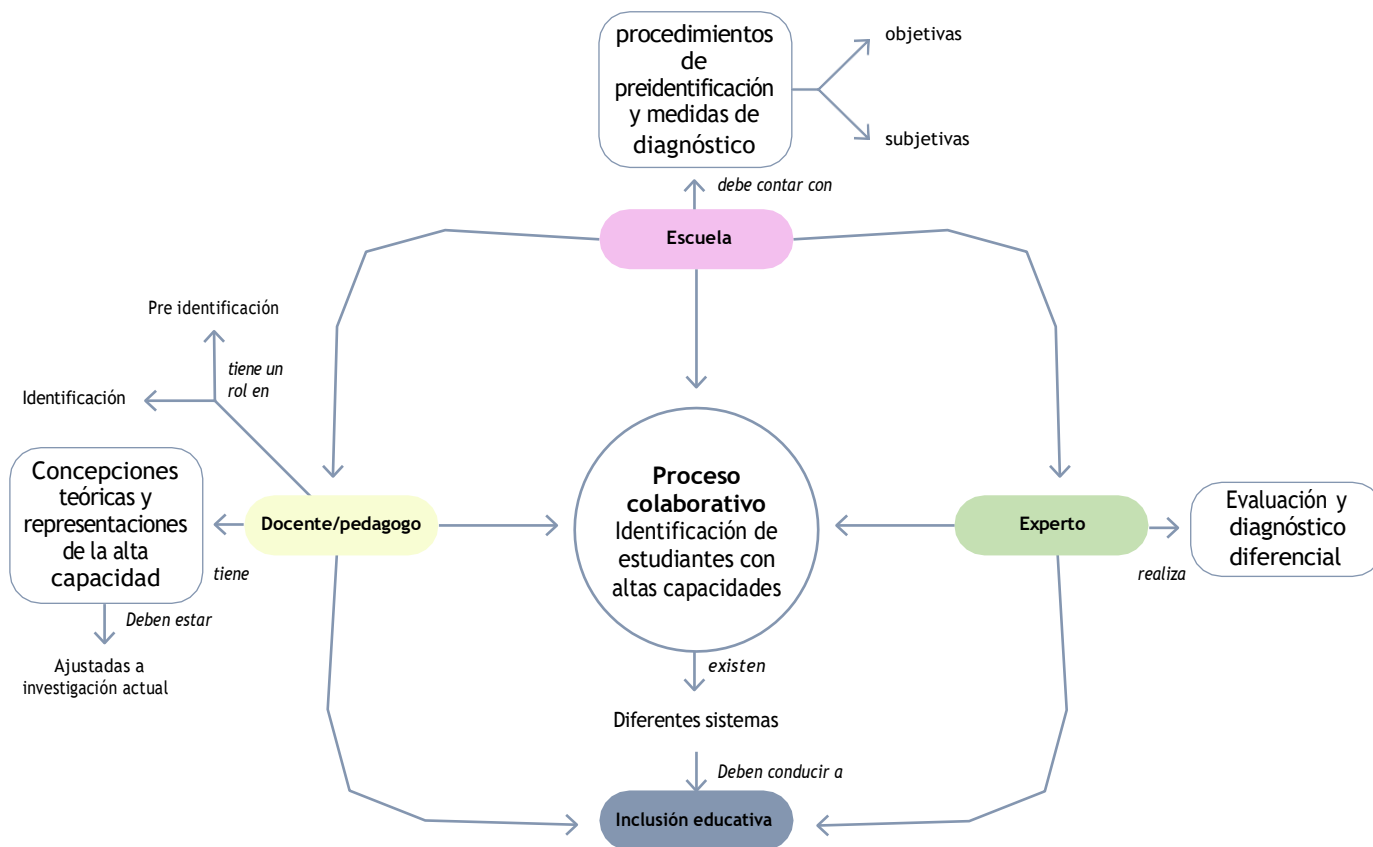 procedimientos
de
preidentificación
y medidas de
diagnóstico
objetivas
subjetivas
debe contar con
Escuela
Pre identificación
tiene un
rol en
Identificación
Concepciones
teóricas y
representaciones
de la alta
capacidad
tiene
Docente/pedagogo
Deben estar
Ajustadas a
investigación actual
Proceso
colaborativo
Identificación de
estudiantes con
altas capacidades
Experto
realiza
Evaluación y
diagnóstico
diferencial
existen
Diferentes sistemas
Deben conducir a
Inclusión educativa